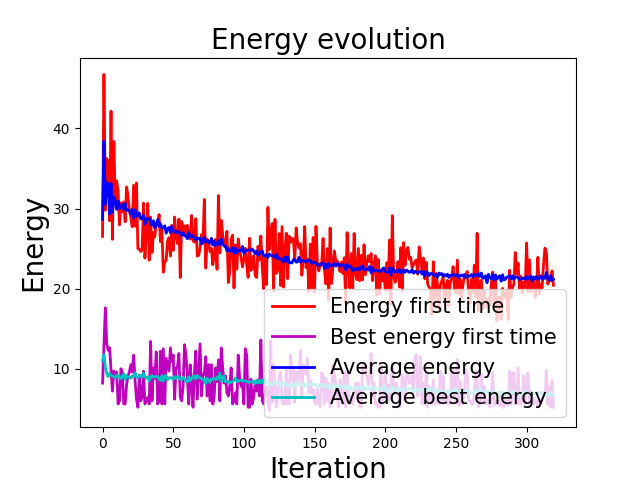 Energy evolution
Energy
40
30
20
10
Energy first time
Best energy first time
Average energy
Average best energy
0 50 100 150 200 250 300
Iteration